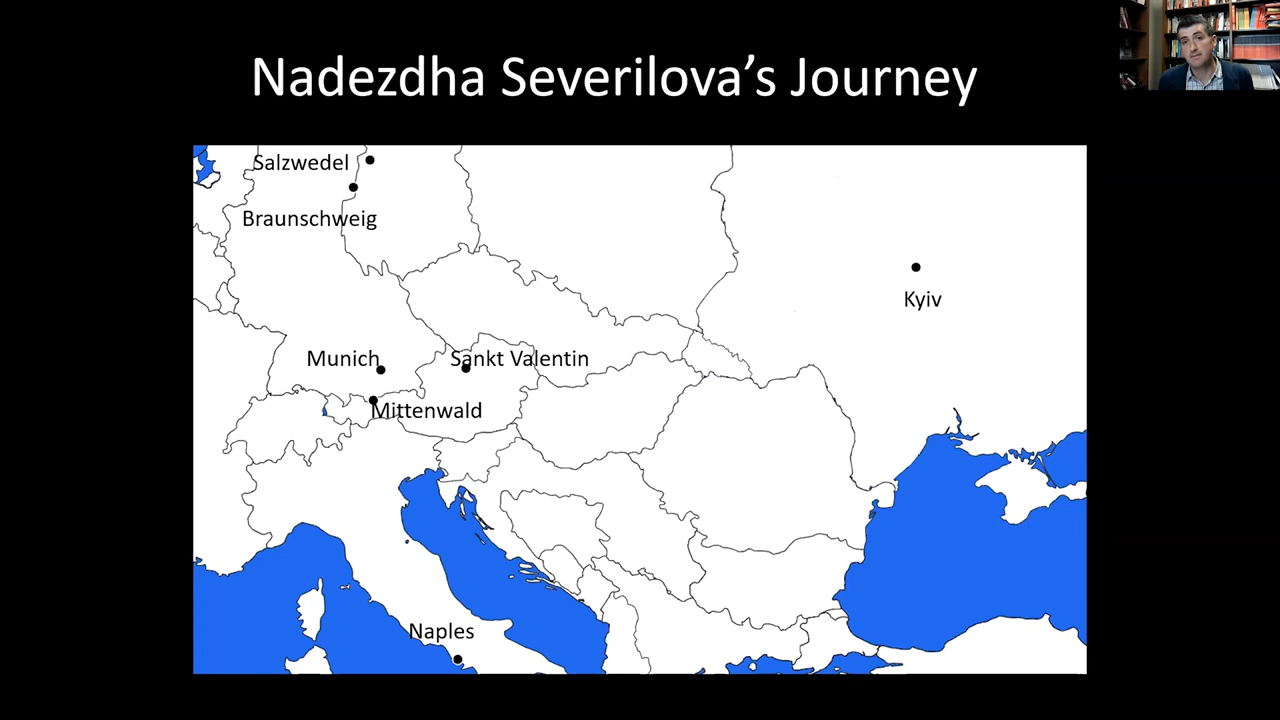 Nadezdha Severilova’s Journey
Salzwedel
Braunschweig
Kyiv
Munich
Sankt Valentin
Mittenwald
Naples